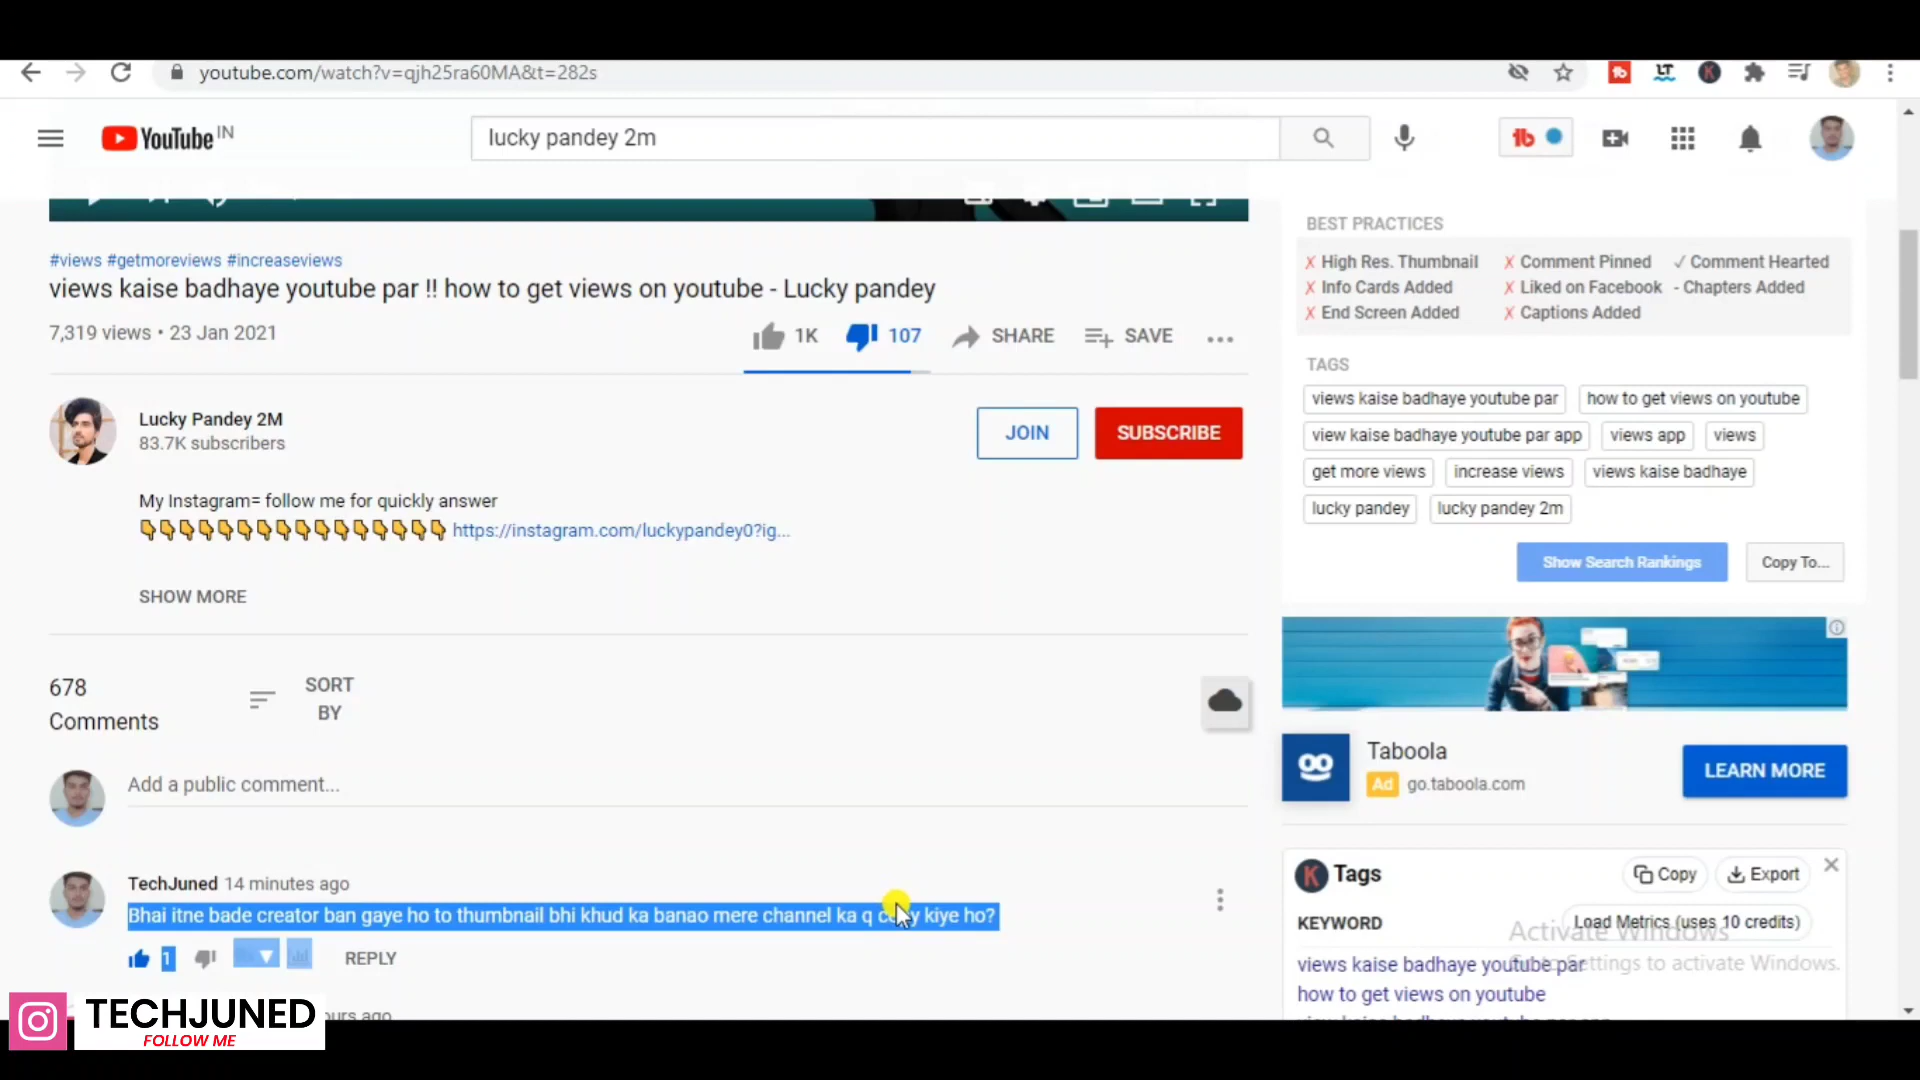 youtube.com/watch?v=qjh25ra60MA&t=282s
YouTube IN
lucky pandey 2m
#views #getmoreviews #increaseviews
views kaise badhaye youtube par !! how to get views on youtube - Lucky pandey
7,319 views • 23 Jan 2021
1K
107
SHARE
SAVE
Lucky Pandey 2M
83.7K subscribers
JOIN
SUBSCRIBE
My Instagram= follow me for quickly answer
https://instagram.com/luckypandey0?ig...
SHOW MORE
678
Comments
SORT
BY
Add a public comment...
TechJuned 14 minutes ago
Bhai itne bade creator ban gaye ho to thumbnail bhi khud ka banao mere channel ka q kiye ho?
1
REPLY
ago
TECHJUNED
FOLLOW ME
BEST PRACTICES
X High Res. Thumbnail X Comment Pinned ✓ Comment Hearted
X Info Cards Added X Liked on Facebook - Chapters Added
X End Screen Added X Captions Added
TAGS
views kaise badhaye youtube par
how to get views on youtube
view kaise badhaye youtube par app
views app
views
get more views
increase views
views kaise badhaye
lucky pandey
lucky pandey 2m
Show Search Rankings
Copy To...
Taboola
Ad go.taboola.com
LEARN MORE
K Tags
Copy
Export
KEYWORD
Load Metrics (uses 10 credits)
Activate Windows
Go to Settings to activate Windows.
views kaise badhaye youtube par
how to get views on youtube